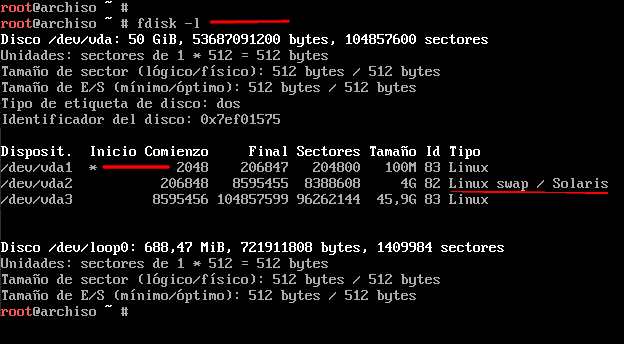 root@archiso ~ #
root@archiso ~ # fdisk -l
Disco /dev/vda: 50 GiB, 53687091200 bytes, 104857600 sectores
Unidades: sectores de 1 * 512 = 512 bytes
Tamaño de sector (lógico/físico): 512 bytes / 512 bytes
Tamaño de E/S (mínimo/óptimo): 512 bytes / 512 bytes
Tipo de etiqueta de disco: dos
Identificador del disco: 0x7ef01575
Disposit. Inicio Comienzo Final Sectores Tamaño Id Tipo
/dev/vda1 * 2048 206847 204800 100M 83 Linux
/dev/vda2 206848 8595455 8388608 4G 82 Linux swap / Solaris
/dev/vda3 8595456 104857599 96262144 45,9G 83 Linux
Disco /dev/loop0: 688,47 MiB, 721911808 bytes, 1409984 sectores
Unidades: sectores de 1 * 512 = 512 bytes
Tamaño de sector (lógico/físico): 512 bytes / 512 bytes
Tamaño de E/S (mínimo/óptimo): 512 bytes / 512 bytes
root@archiso ~ #